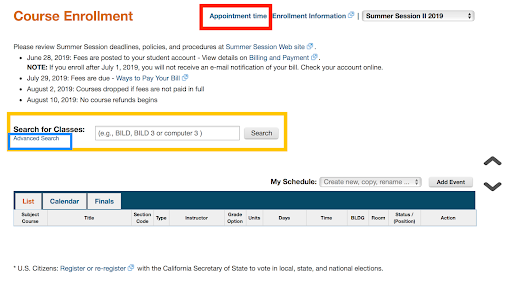 Course Enrollment
Appointment time Enrollment Information | Summer Session II 2019
Please review Summer Session deadlines, policies, and procedures at Summer Session Web site .
• June 28, 2019: Fees are posted to your student account - View details on Billing and Payment .
NOTE: If you enroll after July 1, 2019, you will not receive an e-mail notification of your bill. Check your account online.
• July 29, 2019: Fees are due - Ways to Pay Your Bill
• August 2, 2019: Courses dropped if fees are not paid in full
• August 10, 2019: No course refunds begins
Search for Classes: (e.g., BILD, BILD 3 or computer 3 ) Search
Advanced Search
My Schedule: Create new, copy, rename ... Add Event
List Calendar Finals
Subject Course Title Section Code Type Instructor Grade Option Units Days Time BLDG Room Status / (Position) Action
* U.S. Citizens: Register or re-register with the California Secretary of State to vote in local, state, and national elections.